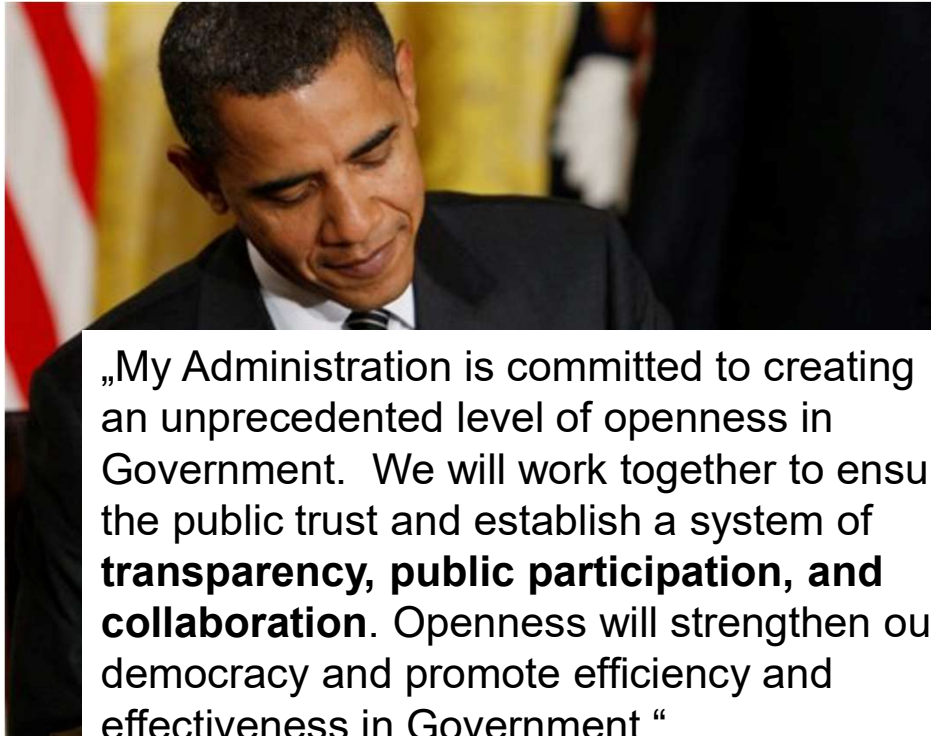 „My Administration is committed to creating
an unprecedented level of openness in
Government.  We will work together to ensu
the public trust and establish a system of
transparency, public participation, and
collaboration. Openness will strengthen ou
democracy and promote efficiency and
effectiveness in Government “